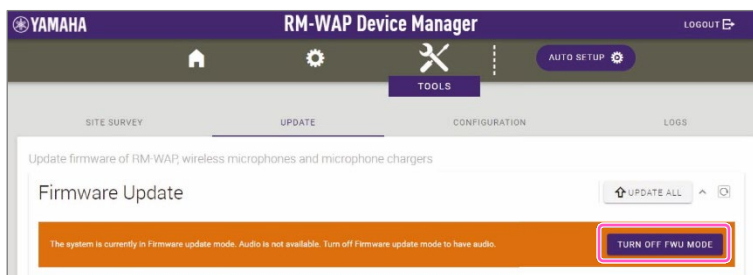 YAMAHA RM-WAP Device Manager LOGOUT
AUTO SETUP
TOOLS
SITE SURVEY UPDATE CONFIGURATION LOGS
Update firmware of RM-WAP, wireless microphones and microphone chargers
Firmware Update UPDATE ALL
The system is currently in Firmware update mode. Audio is not available. Turn off Firmware update mode to have audio. TURN OFF FWU MODE